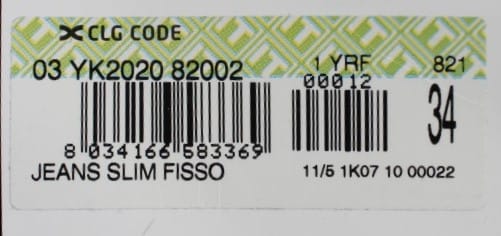 CLG CODE
03 YK2020 82002 1 YRF 821
00012
34
8 034166 583369
JEANS SLIM FISSO 11/5 1K07 10 00022